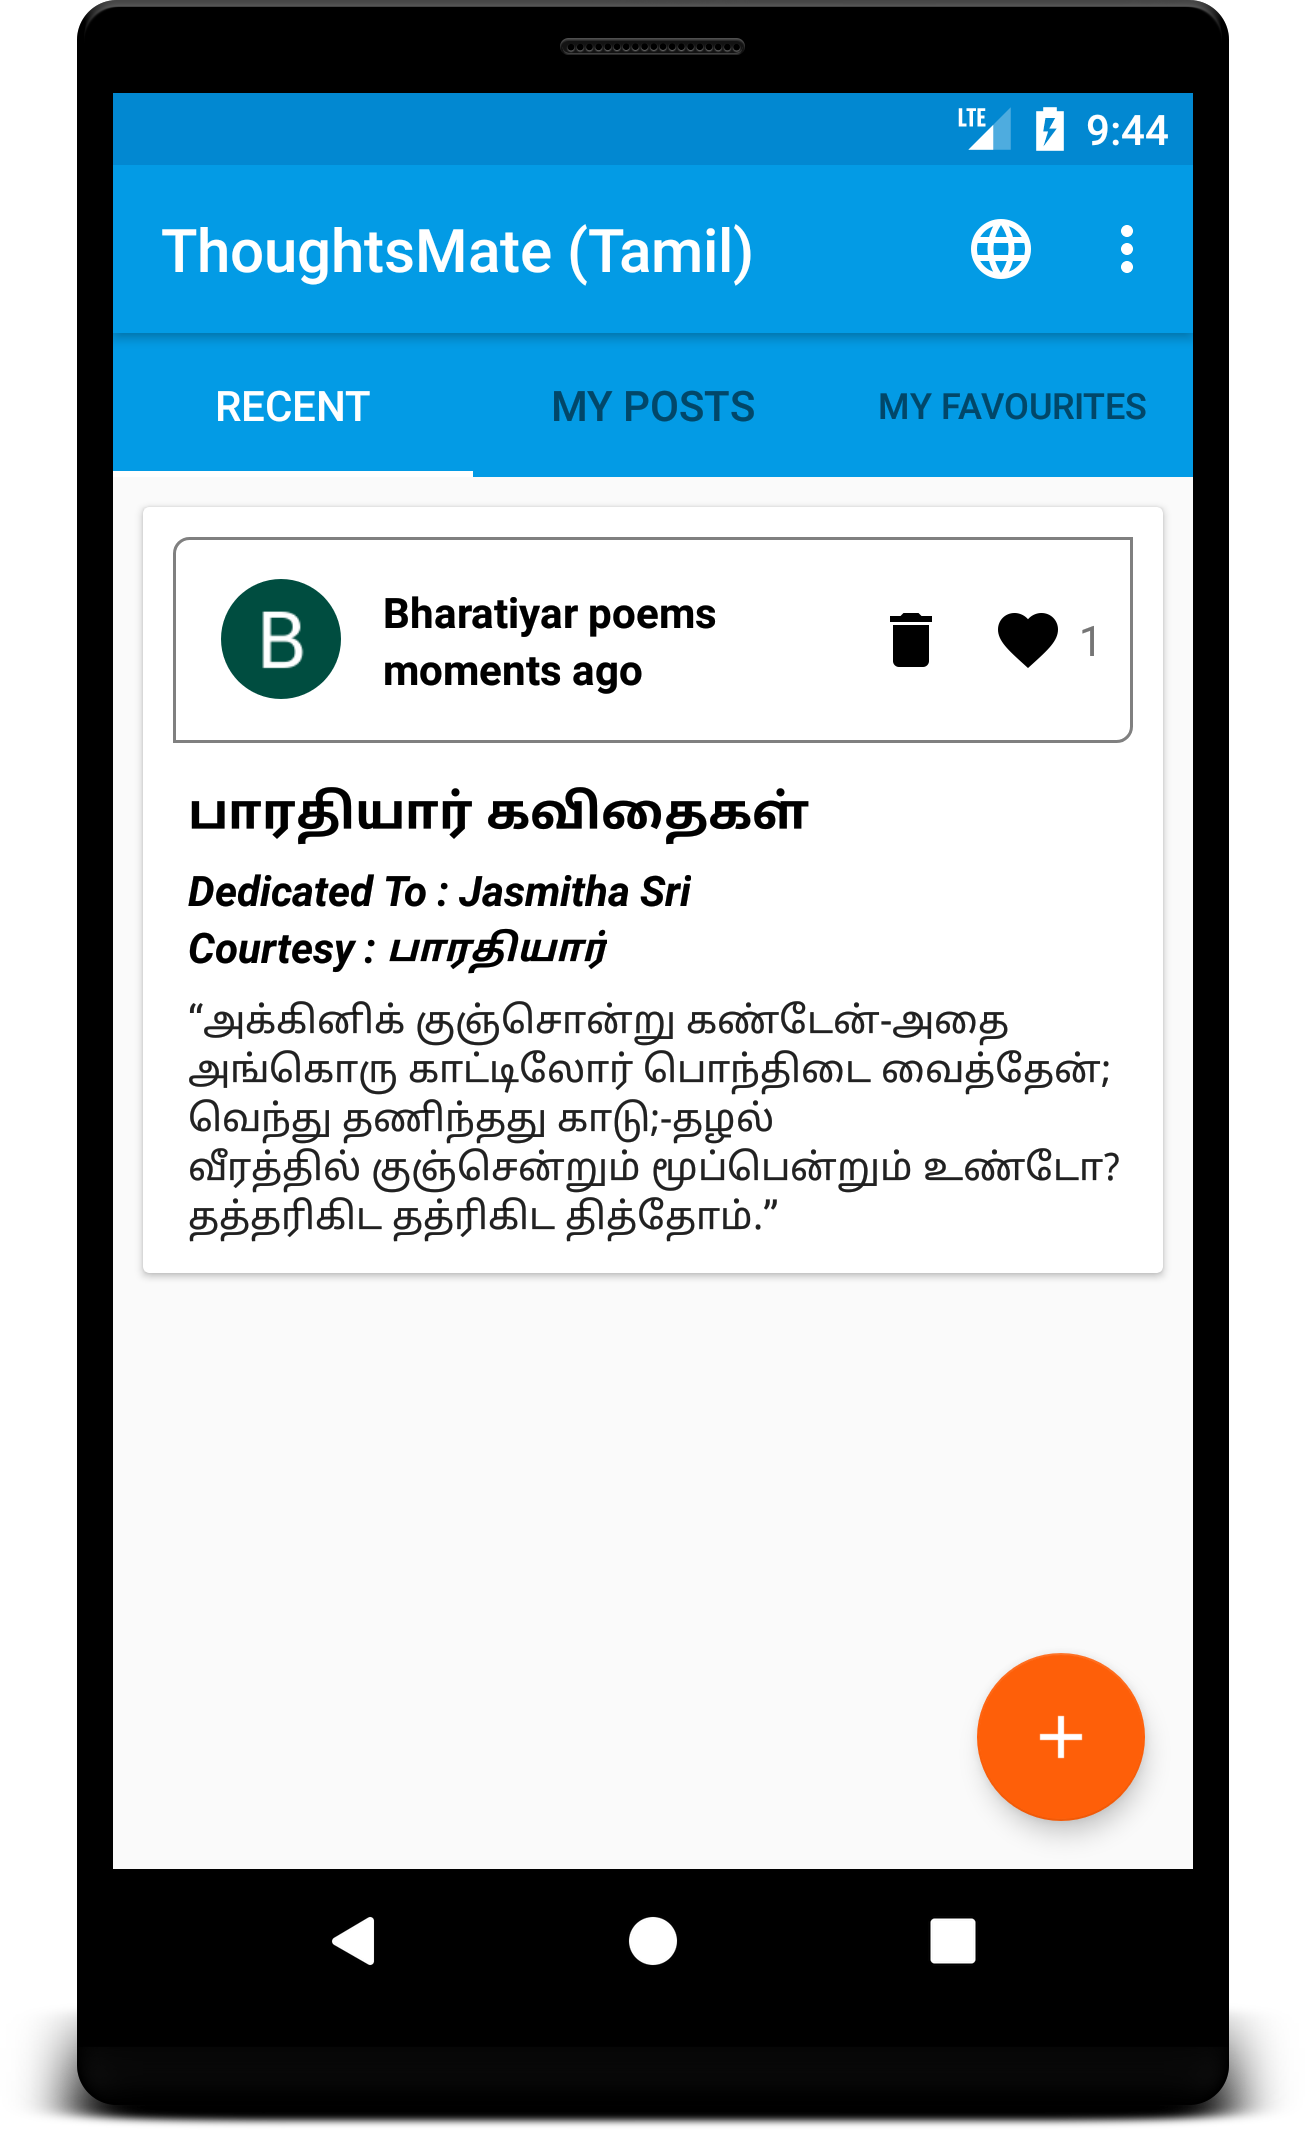 LTE 9:44
ThoughtsMate (Tamil)
RECENT MY POSTS MY FAVOURITES
B
Bharatiyar poems
moments ago
1
பாரதியார் கவிதைகள்
Dedicated To : Jasmitha Sri
Courtesy : பாரதியார்
“அக்கினிக் குஞ்சொன்று கண்டேன்-அதை
அங்கொரு காட்டிலோர் பொந்திடை வைத்தேன்;
வெந்து தணிந்தது காடு;-தழல்
வீரத்தில் குஞ்சென்றும் மூப்பென்றும் உண்டோ?
தத்தரிகிட தத்ரிகிட தித்தோம்.”